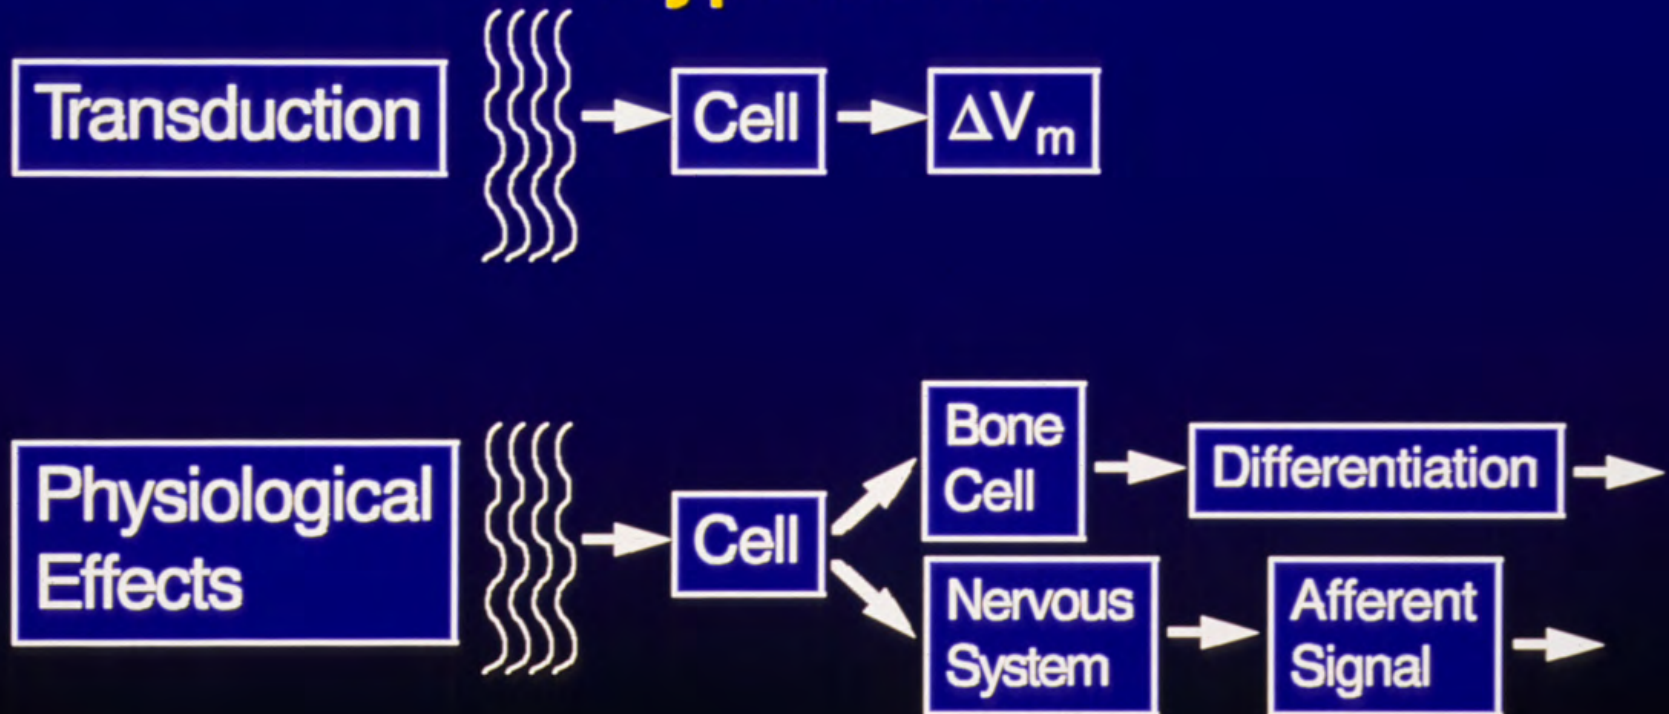 Transduction
Cell
ΔVm
Physiological
Effects
Cell
Bone
Cell
Differentiation
Nervous
System
Afferent
Signal